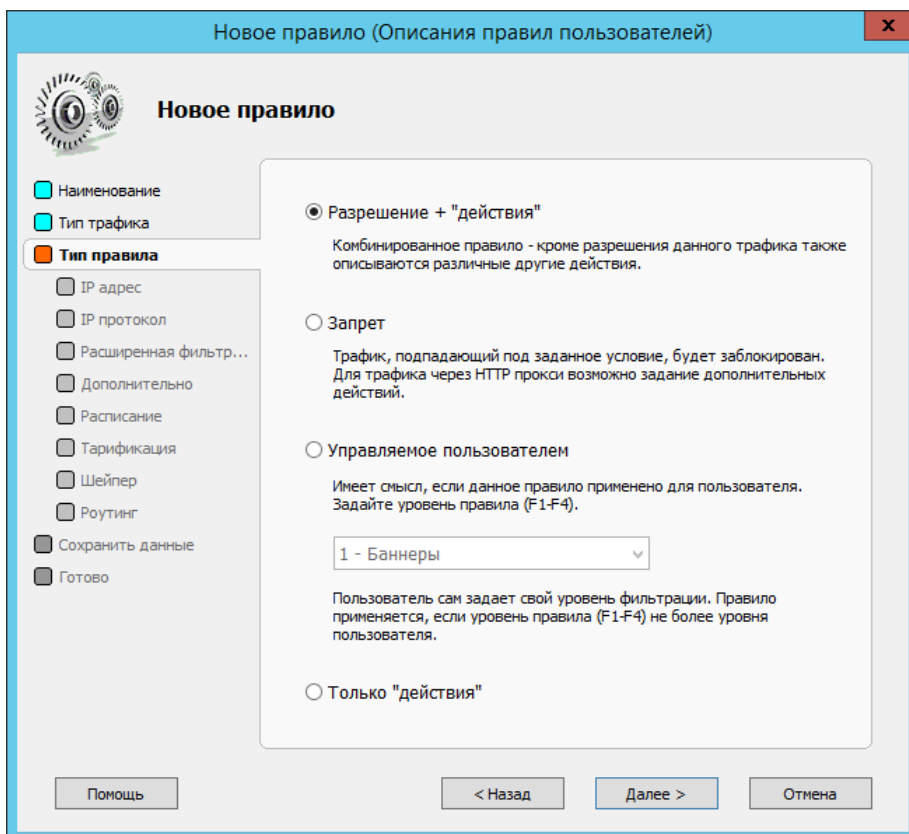 Новое правило (Описания правил пользователей)
x
Новое правило
Наименование
Тип трафика
Тип правила
IP адрес
IP протокол
Расширенная фильтр...
Дополнительно
Расписание
Тарификация
Шейпер
Роутинг
Сохранить данные
Готово
Разрешение + "действия"
Комбинированное правило - кроме разрешения данного трафика также
описываются различные другие действия.
Запрет
Трафик, подпадающий под заданное условие, будет заблокирован.
Для трафика через HTTP прокси возможно задание дополнительных
действий.
Управляемое пользователем
Имеет смысл, если данное правило применено для пользователя.
Задайте уровень правила (F1-F4).
1 - Баннеры
Пользователь сам задает свой уровень фильтрации. Правило
применяется, если уровень правила (F1-F4) не более уровня
пользователя.
Только "действия"
Помощь
< Назад
Далее >
Отмена